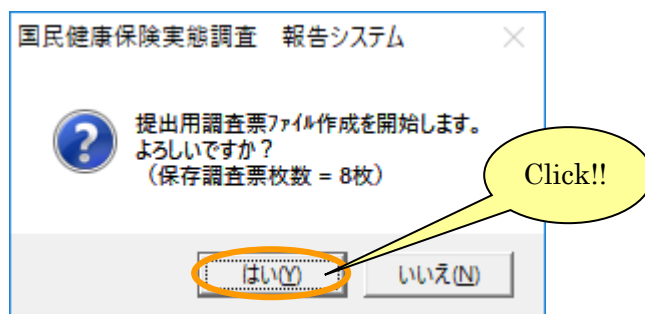 国民健康保険実態調査 報告システム
提出用調査票ﾌｧｲﾙ作成を開始します。
よろしいですか？
（保存調査票枚数 = 8枚）
Click!!
はい(Y)
いいえ(N)